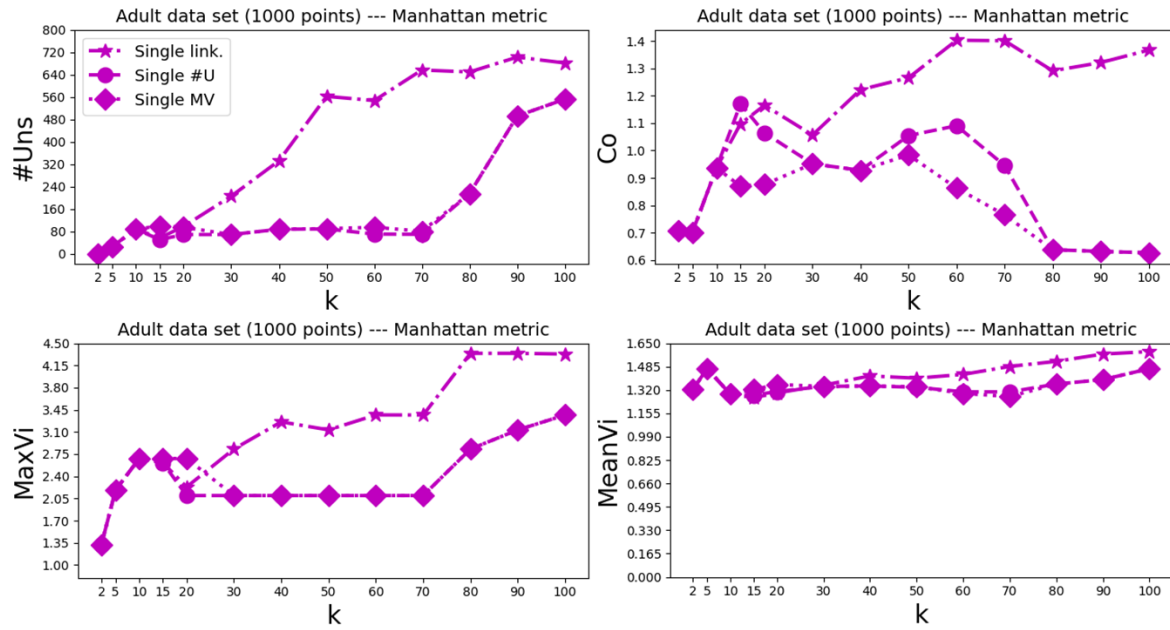 Adult data set (1000 points) --- Manhattan metric
800
720
640
560
480
400
320
240
160
80
0
#Uns
Single link.
Single #U
Single MV
2 5 10 15 20 30 40 50 60 70 80 90 100
k
Adult data set (1000 points) --- Manhattan metric
1.4
1.3
1.2
1.1
1.0
0.9
0.8
0.7
0.6
Co
2 5 10 15 20 30 40 50 60 70 80 90 100
k
Adult data set (1000 points) --- Manhattan metric
4.50
4.15
3.80
3.45
3.10
2.75
2.40
2.05
1.70
1.35
1.00
MaxVi
2 5 10 15 20 30 40 50 60 70 80 90 100
k
Adult data set (1000 points) --- Manhattan metric
1.650
1.485
1.320
1.155
0.990
0.825
0.660
0.495
0.330
0.165
0.000
MeanVi
2 5 10 15 20 30 40 50 60 70 80 90 100
k